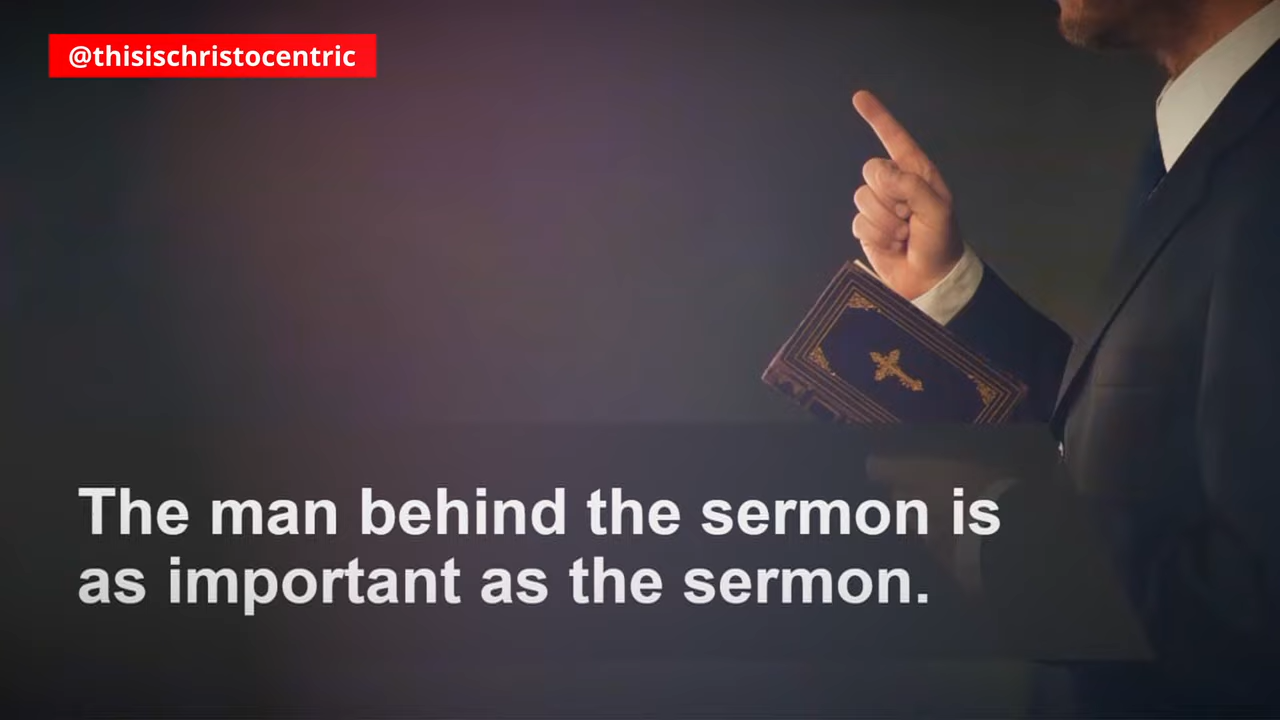 @thisischristocentric
The man behind the sermon is
as important as the sermon.